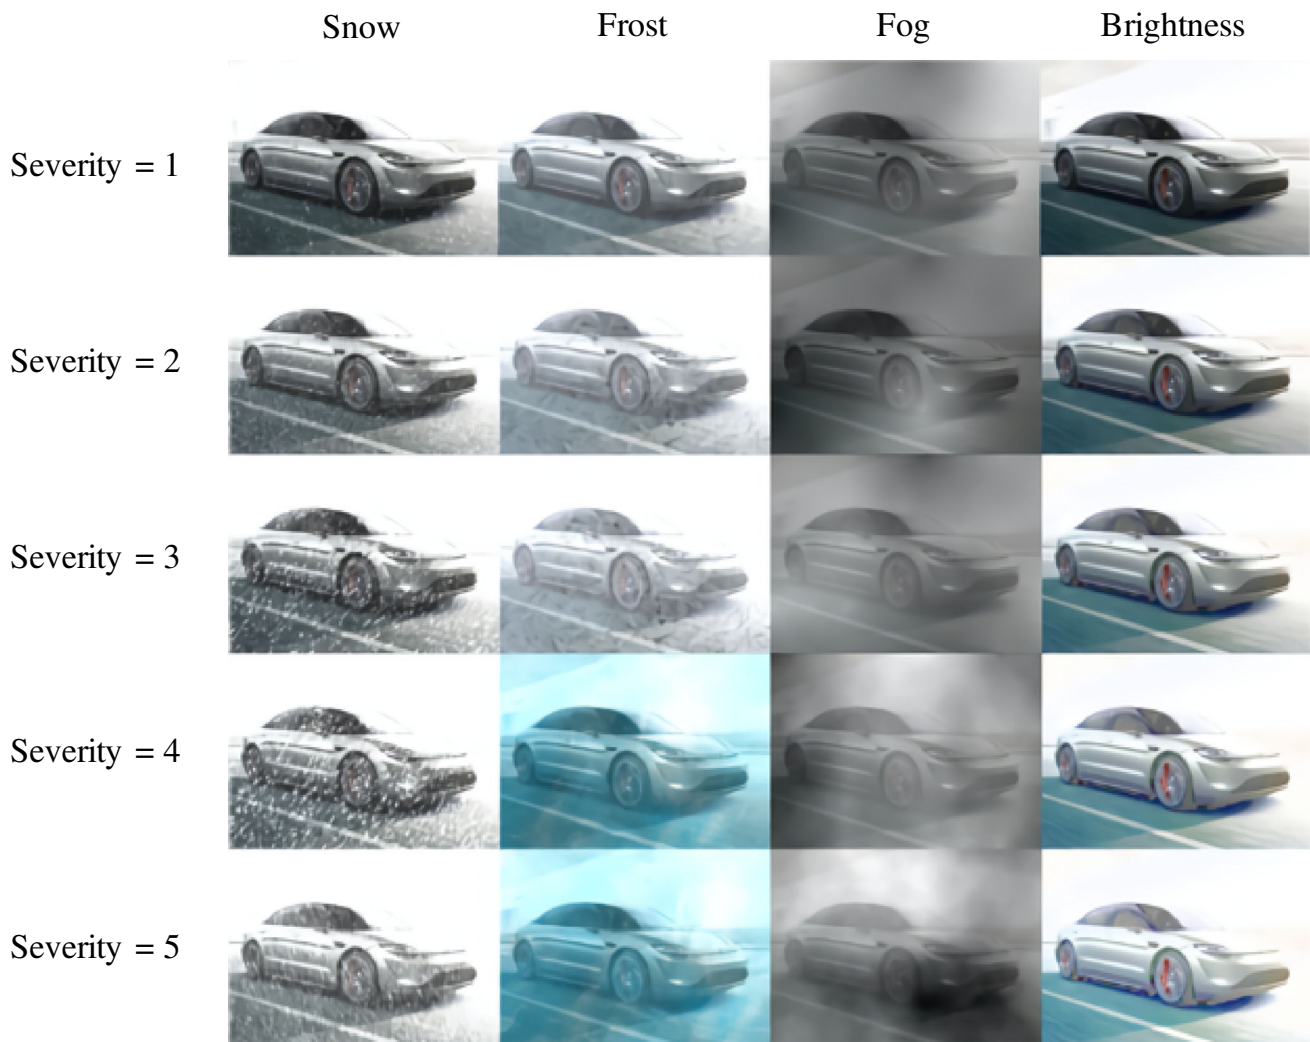 Snow Frost Fog Brightness
Severity = 1
Severity = 2
Severity = 3
Severity = 4
Severity = 5